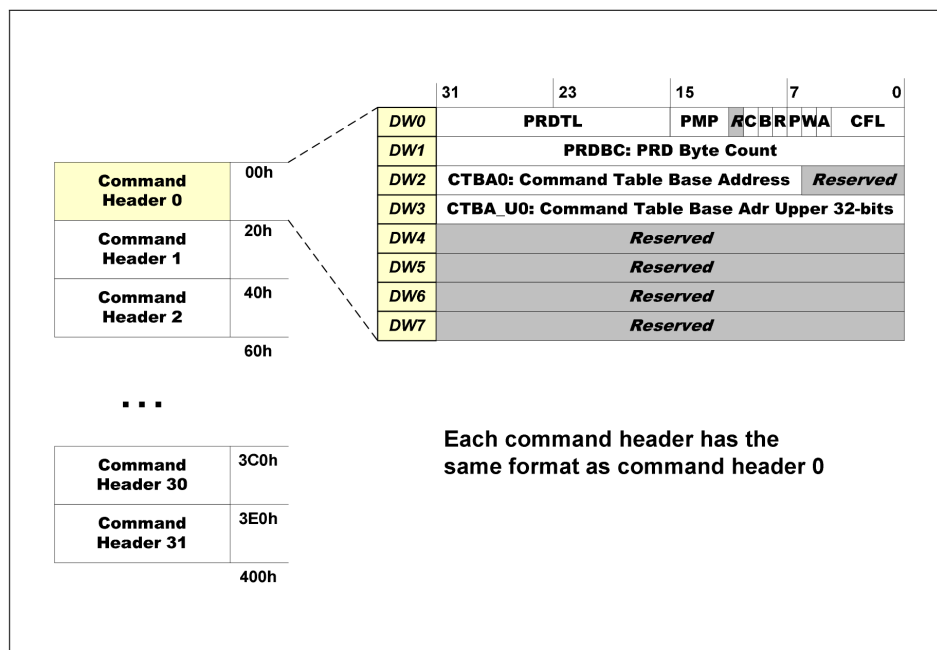 31 23 15 7 0
DW0 PRDTL PMP R C B R P W A CFL
DW1 PRDBC: PRD Byte Count
DW2 CTBA0: Command Table Base Address Reserved
DW3 CTBA_U0: Command Table Base Adr Upper 32-bits
DW4 Reserved
DW5 Reserved
DW6 Reserved
DW7 Reserved
00h
Command
Header 0
20h
Command
Header 1
40h
Command
Header 2
60h
...
3C0h
Command
Header 30
3E0h
Command
Header 31
400h
Each command header has the
same format as command header 0